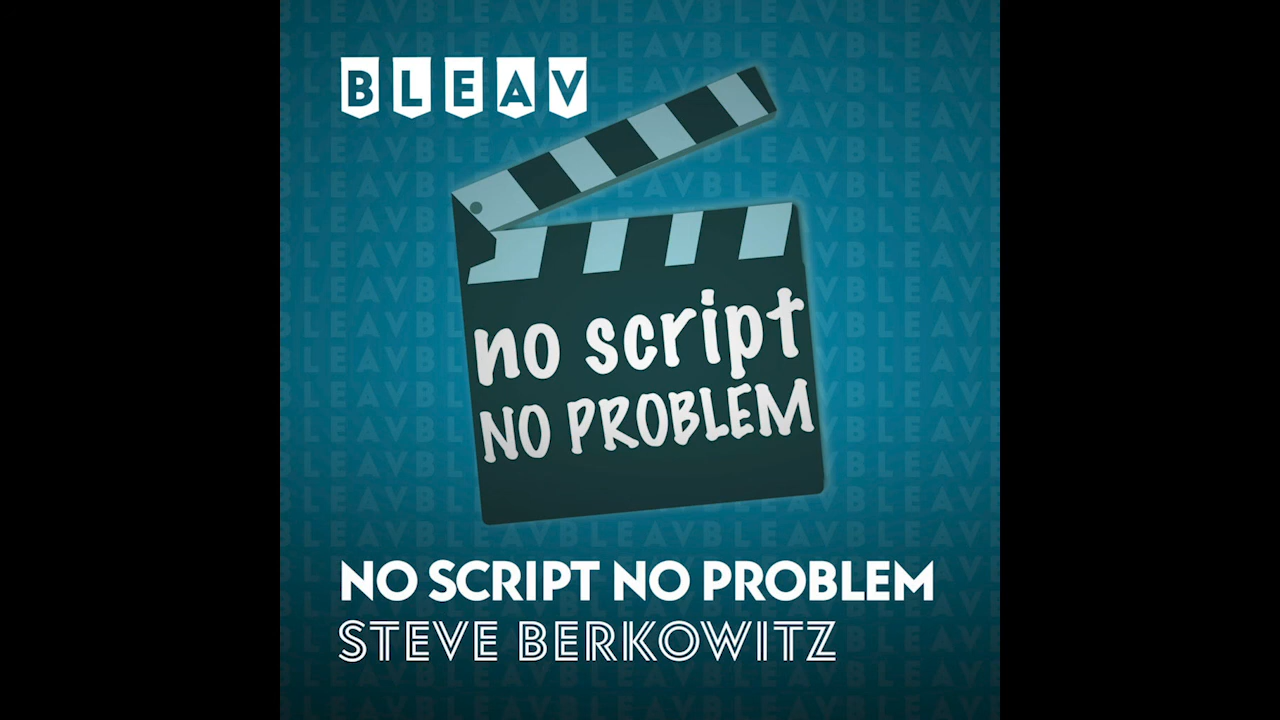 BLEAV
no script
NO PROBLEM
NO SCRIPT NO PROBLEM
STEVE BERKOWITZ